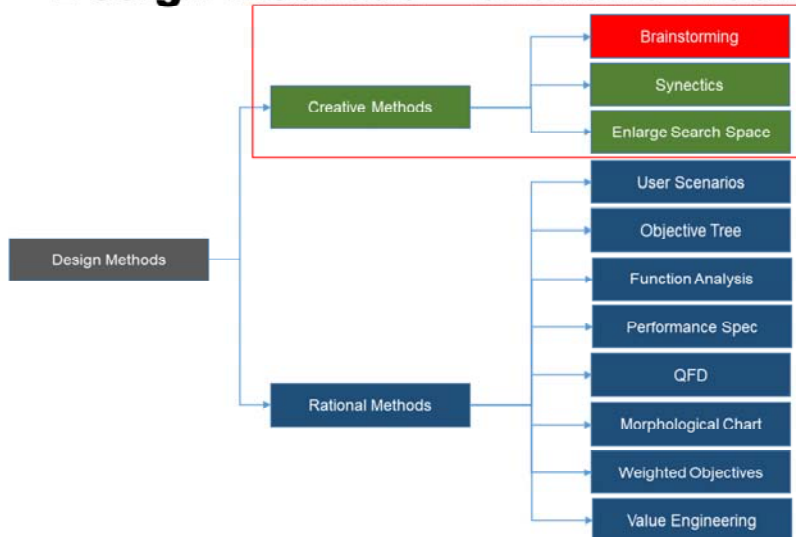 Brainstorming
Synectics
Creative Methods
Enlarge Search Space
User Scenarios
Objective Tree
Design Methods
Function Analysis
Performance Spec
QFD
Rational Methods
Morphological Chart
Weighted Objectives
Value Engineering